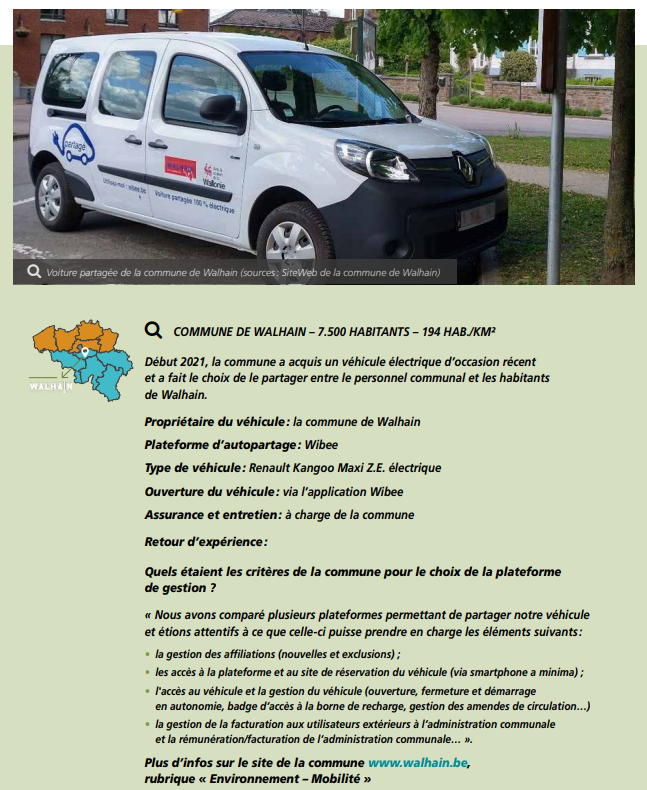 partagé
Utilisez-moi : wibee.be
WALHAIN
Wallonie
Voiture partagée 100 % électrique
Voiture partagée de la commune de Walhain (sources : SiteWeb de la commune de Walhain)
WALHAIN
COMMUNE DE WALHAIN – 7.500 HABITANTS – 194 HAB./KM²
Début 2021, la commune a acquis un véhicule électrique d’occasion récent
et a fait le choix de le partager entre le personnel communal et les habitants
de Walhain.
Propriétaire du véhicule : la commune de Walhain
Plateforme d’autopartage : Wibee
Type de véhicule : Renault Kangoo Maxi Z.E. électrique
Ouverture du véhicule : via l’application Wibee
Assurance et entretien : à charge de la commune
Retour d’expérience :
Quels étaient les critères de la commune pour le choix de la plateforme
de gestion ?
« Nous avons comparé plusieurs plateformes permettant de partager notre véhicule
et étions attentifs à ce que celle-ci puisse prendre en charge les éléments suivants :
• la gestion des affiliations (nouvelles et exclusions) ;
• les accès à la plateforme et au site de réservation du véhicule (via smartphone a minima) ;
• l'accès au véhicule et la gestion du véhicule (ouverture, fermeture et démarrage
en autonomie, badge d’accès à la borne de recharge, gestion des amendes de circulation…)
• la gestion de la facturation aux utilisateurs extérieurs à l’administration communale
et la rémunération/facturation de l’administration communale… ».
Plus d’infos sur le site de la commune www.walhain.be,
rubrique « Environnement – Mobilité »